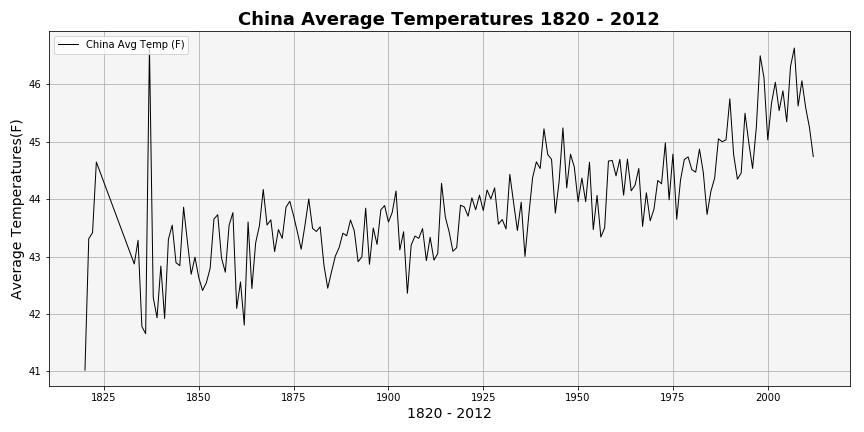 China Average Temperatures 1820 - 2012
China Avg Temp (F)
Average Temperatures(F)
46
45
44
43
42
41
1825 1850 1875 1900 1925 1950 1975 2000
1820 - 2012